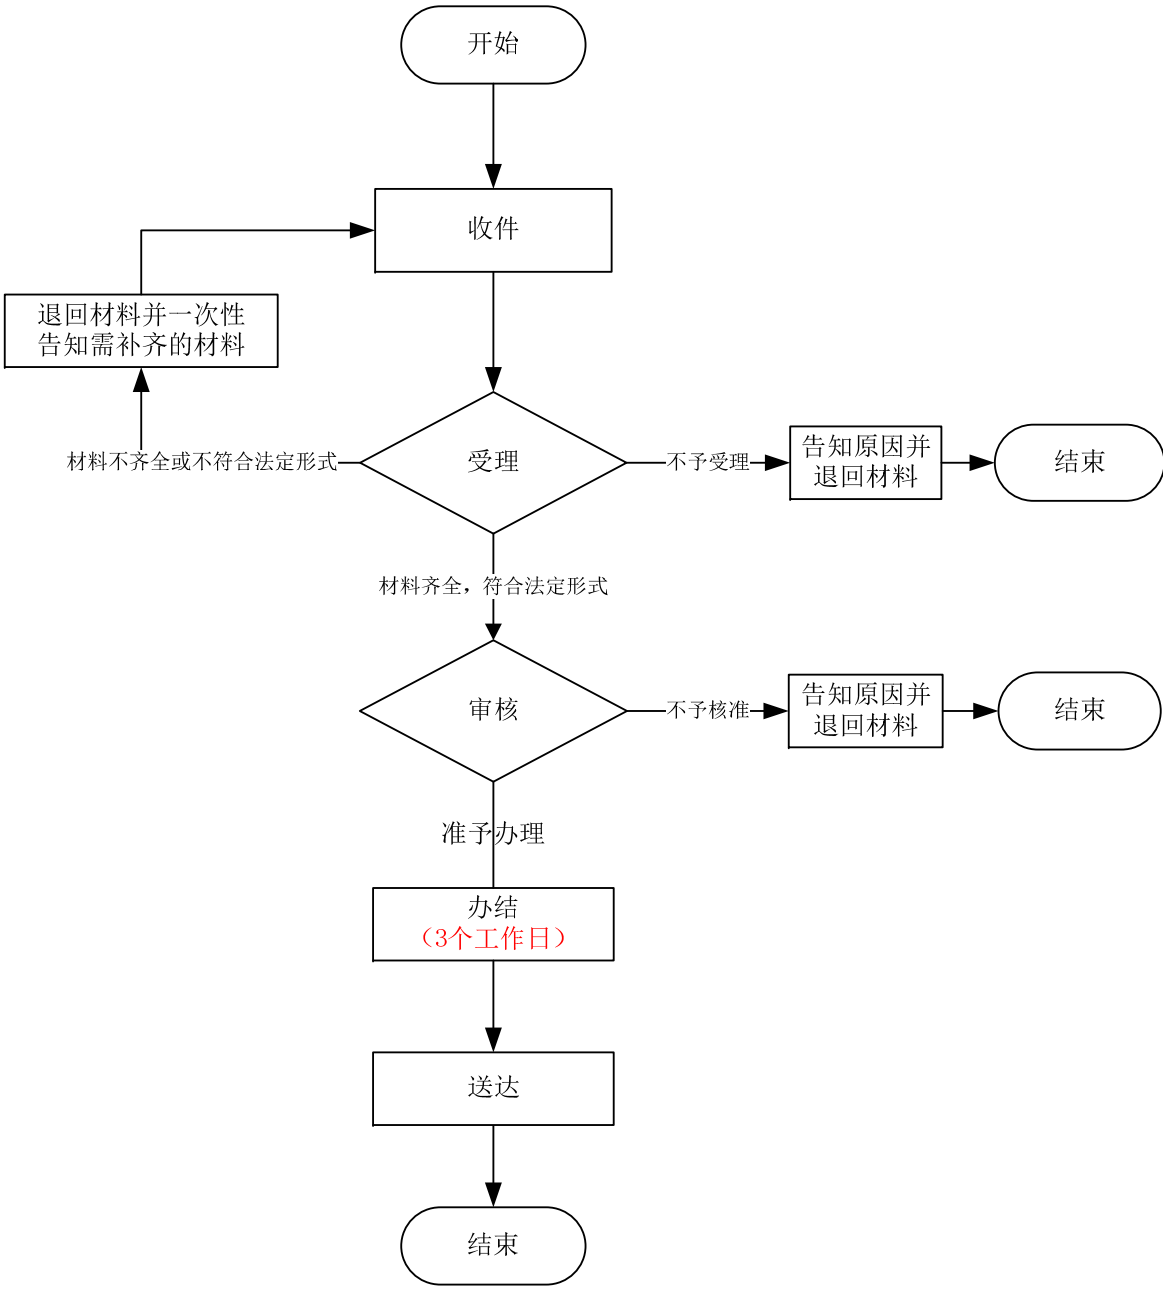 开始
收件
退回材料并一次性
告知需补齐的材料
材料不齐全或不符合法定形式
受理
不予受理
告知原因并
退回材料
结束
材料齐全，符合法定形式
审核
不予核准
告知原因并
退回材料
结束
准予办理
办结
（3个工作日）
送达
结束